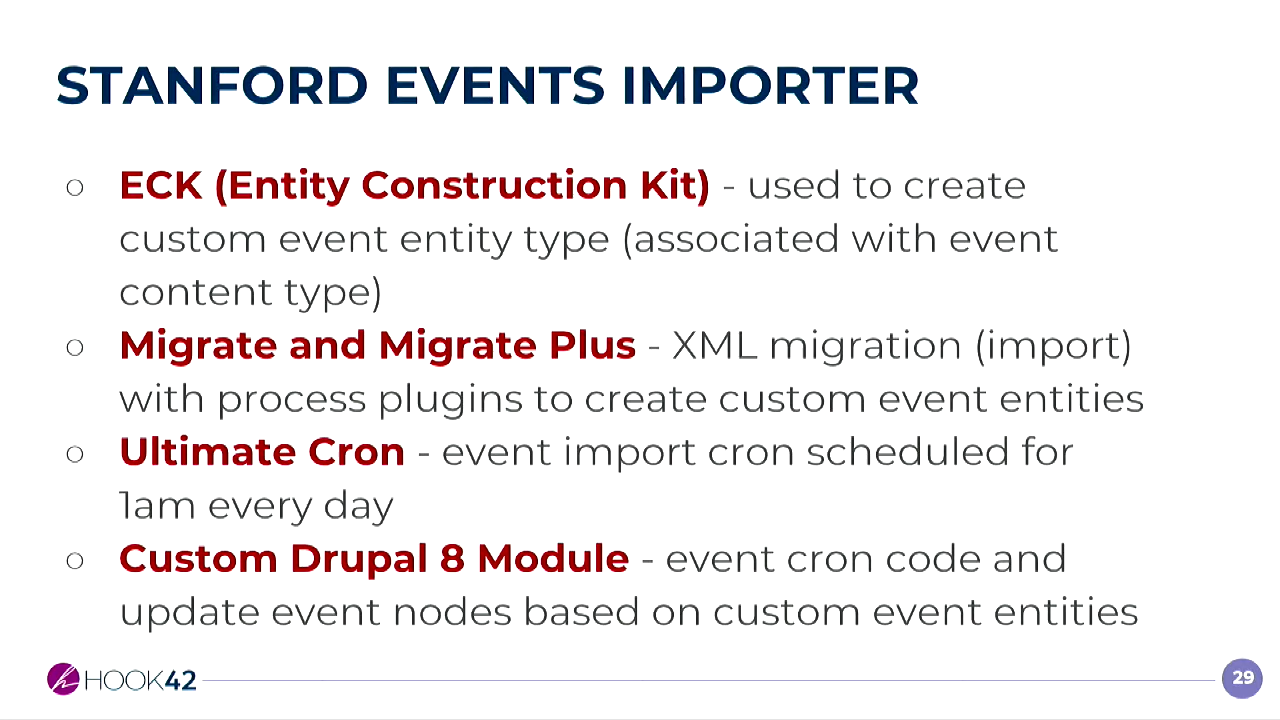 STANFORD EVENTS IMPORTER
○ ECK (Entity Construction Kit) - used to create
custom event entity type (associated with event
content type)
○ Migrate and Migrate Plus - XML migration (import)
with process plugins to create custom event entities
○ Ultimate Cron - event import cron scheduled for
1am every day
○ Custom Drupal 8 Module - event cron code and
update event nodes based on custom event entities
h HOOK42
29